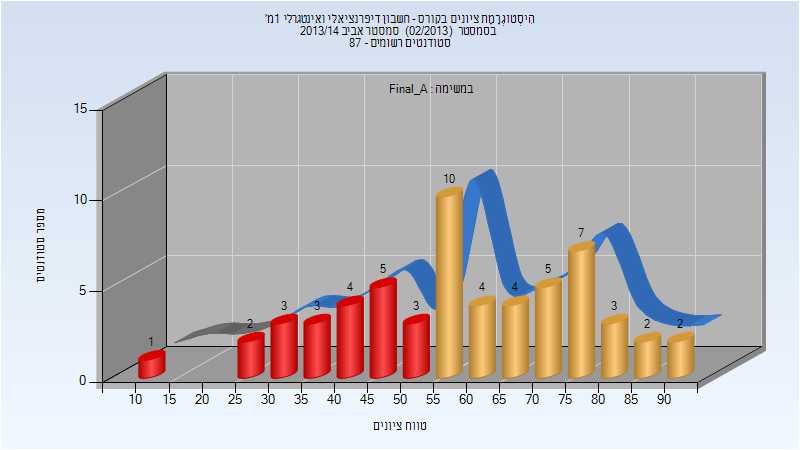 היסטוגרמת ציונים בקורס - חשבון דיפרנציאלי ואינטגרלי 1מ'
בסמסטר (02/2013) סמסטר אביב 2013/14
סטודנטים רשומים - 87
במשימה : Final_A
מספר סטודנטים
15
10
5
0
1
2
3
3
4
5
3
10
4
4
5
7
3
2
2
10 15 20 25 30 35 40 45 50 55 60 65 70 75 80 85 90
טווח ציונים